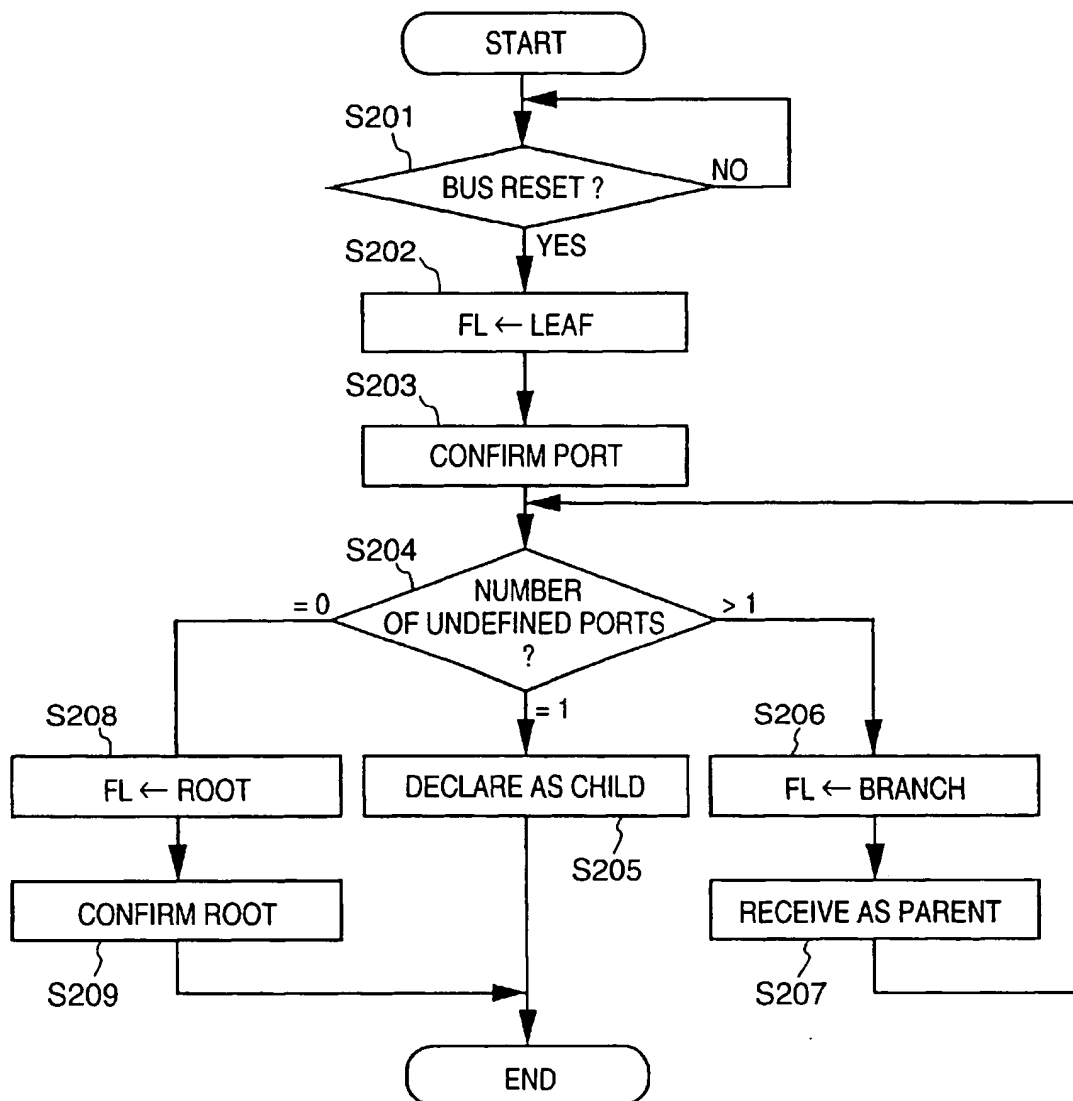 START
S201
BUS RESET ?
NO
YES
S202
FL ← LEAF
S203
CONFIRM PORT
S204
NUMBER
OF UNDEFINED PORTS
?
= 0
> 1
= 1
S208
FL ← ROOT
DECLARE AS CHILD
S205
S206
FL ← BRANCH
CONFIRM ROOT
S209
RECEIVE AS PARENT
S207
END